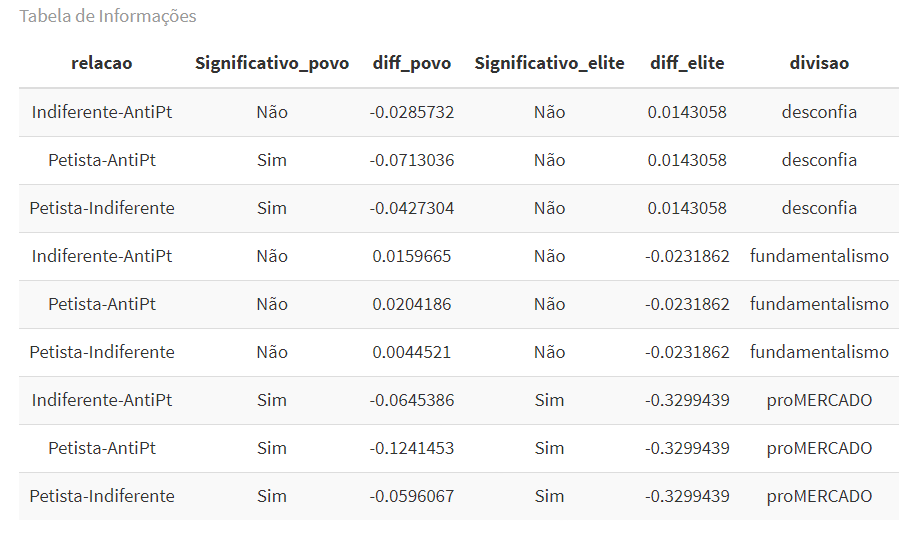 Tabela de Informações
relacao Significativo_povo diff_povo Significativo_elite diff_elite divisao
Indiferente-AntiPt Não -0.0285732 Não 0.0143058 desconfia
Petista-AntiPt Sim -0.0713036 Não 0.0143058 desconfia
Petista-Indiferente Sim -0.0427304 Não 0.0143058 desconfia
Indiferente-AntiPt Não 0.0159665 Não -0.0231862 fundamentalismo
Petista-AntiPt Não 0.0204186 Não -0.0231862 fundamentalismo
Petista-Indiferente Não 0.0044521 Não -0.0231862 fundamentalismo
Indiferente-AntiPt Sim -0.0645386 Sim -0.3299439 proMERCADO
Petista-AntiPt Sim -0.1241453 Sim -0.3299439 proMERCADO
Petista-Indiferente Sim -0.0596067 Sim -0.3299439 proMERCADO